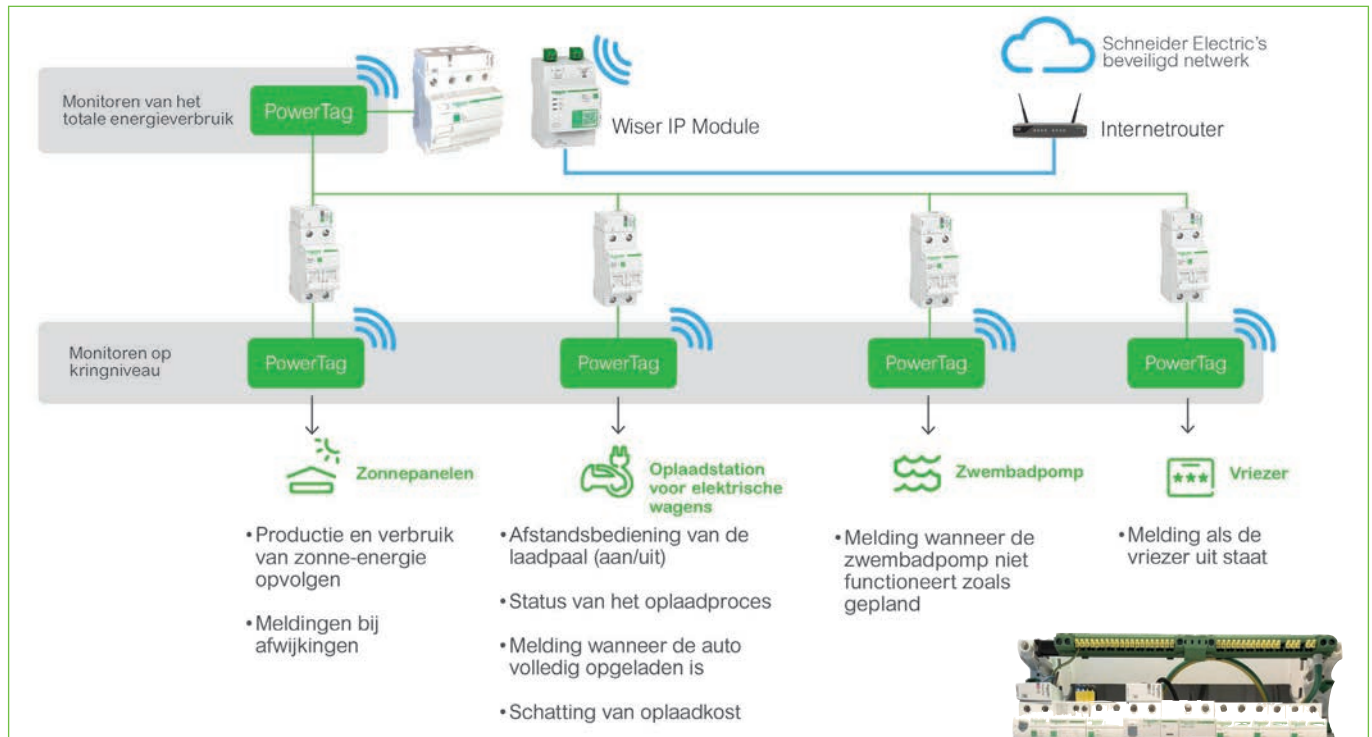 Monitoren van het
totale energieverbruik
PowerTag
Wiser IP Module
Schneider Electric's
beveiligd netwerk
Internetrouter
Monitoren op
kringniveau
PowerTag
PowerTag
PowerTag
PowerTag
Zonnepanelen
•Productie en verbruik
van zonne-energie
opvolgen
•Meldingen bij
afwijkingen
Oplaadstation
voor elektrische
wagens
•Afstandsbediening van de
laadpaal (aan/uit)
•Status van het oplaadproces
•Melding wanneer de auto
volledig opgeladen is
•Schatting van oplaadkost
Zwembadpomp
•Melding wanneer de
zwembadpomp niet
functioneert zoals
gepland
Vriezer
•Melding als de
vriezer uit staat